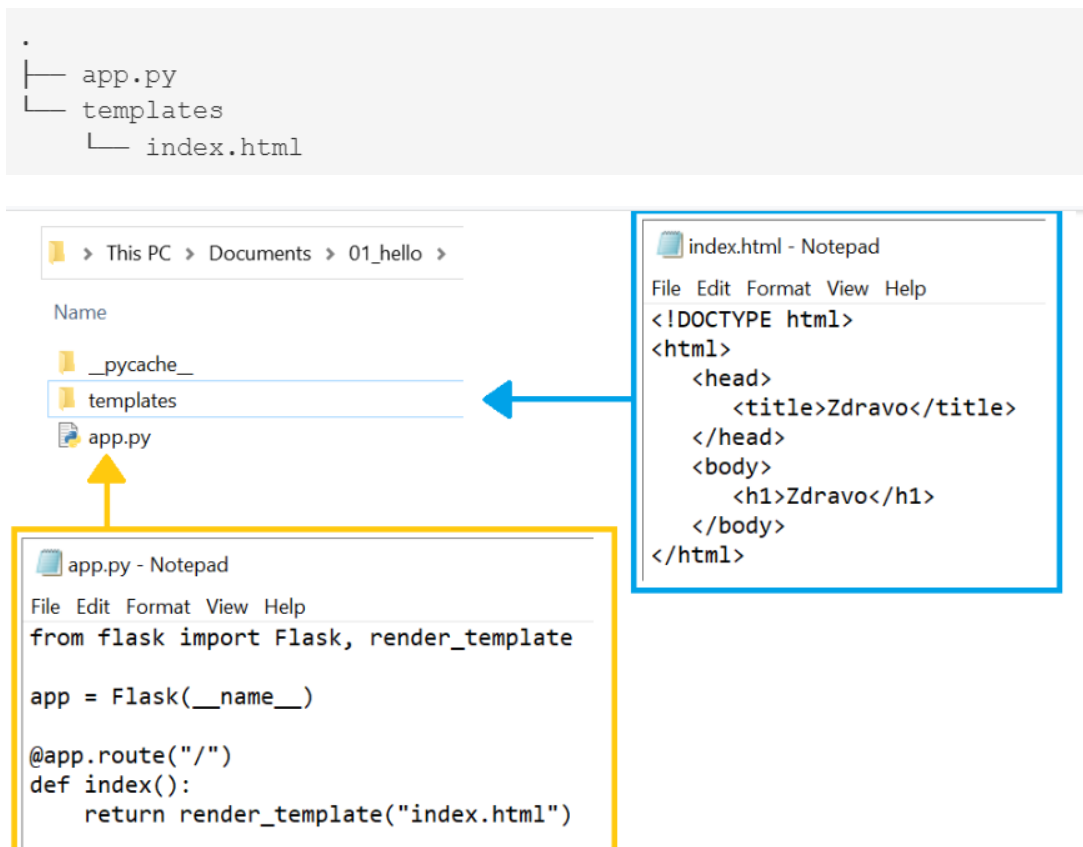 .
├── app.py
└── templates
    └── index.html
> This PC > Documents > 01_hello >
Name
__pycache__
templates
app.py
index.html - Notepad
File Edit Format View Help
<!DOCTYPE html>
<html>
   <head>
      <title>Zdravo</title>
   </head>
   <body>
      <h1>Zdravo</h1>
   </body>
</html>
app.py - Notepad
File Edit Format View Help
from flask import Flask, render_template
app = Flask(__name__)
@app.route("/")
def index():
    return render_template("index.html")